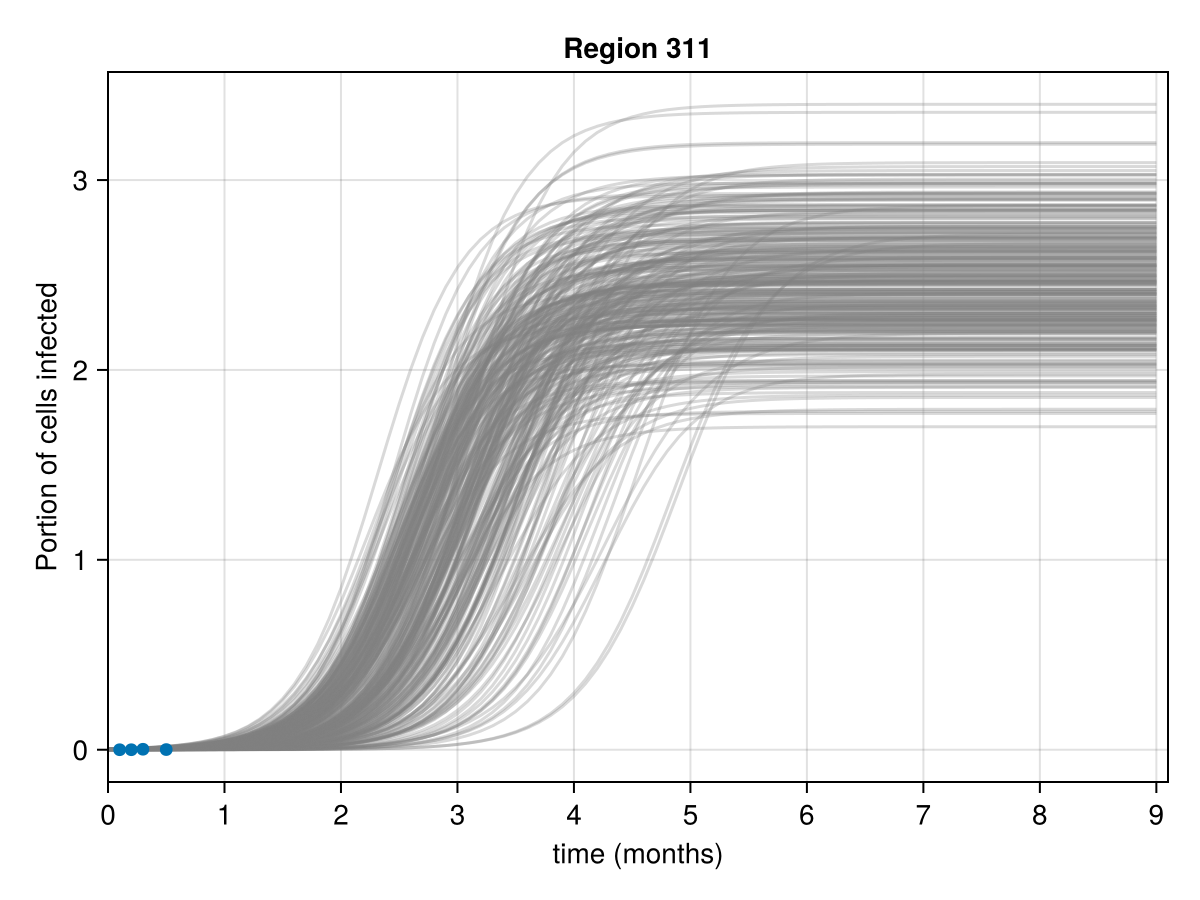 Region 311
Portion of cells infected
3
2
1
0
0 1 2 3 4 5 6 7 8 9
time (months)